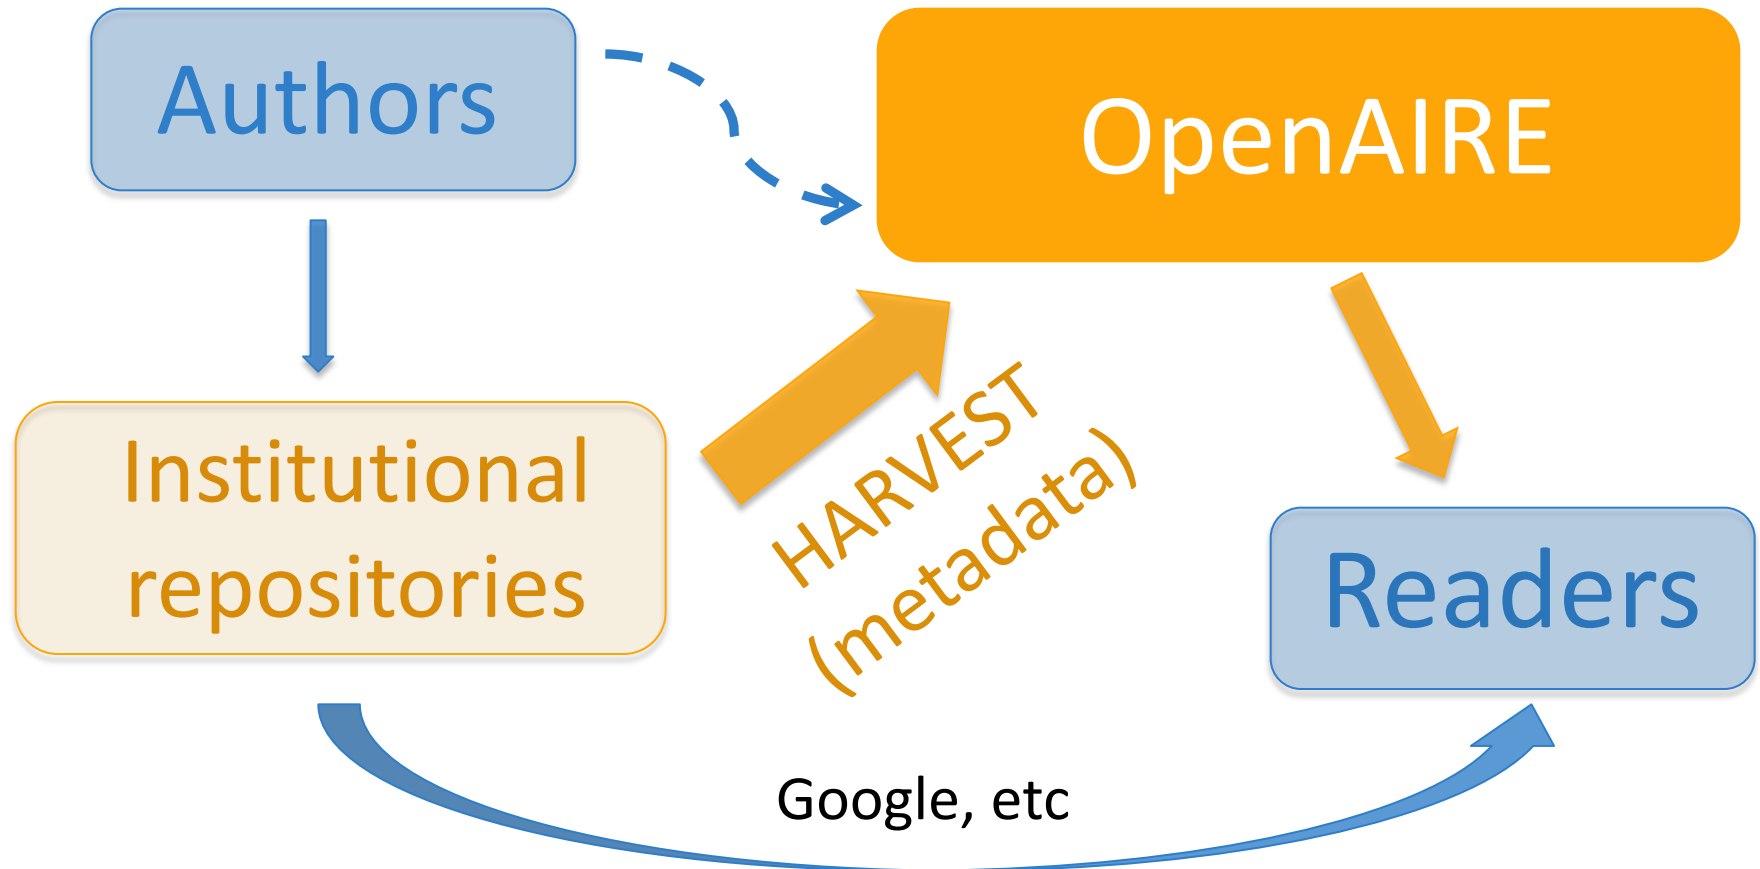 Authors
OpenAIRE
Institutional
repositories
HARVEST
(metadata)
Readers
Google, etc